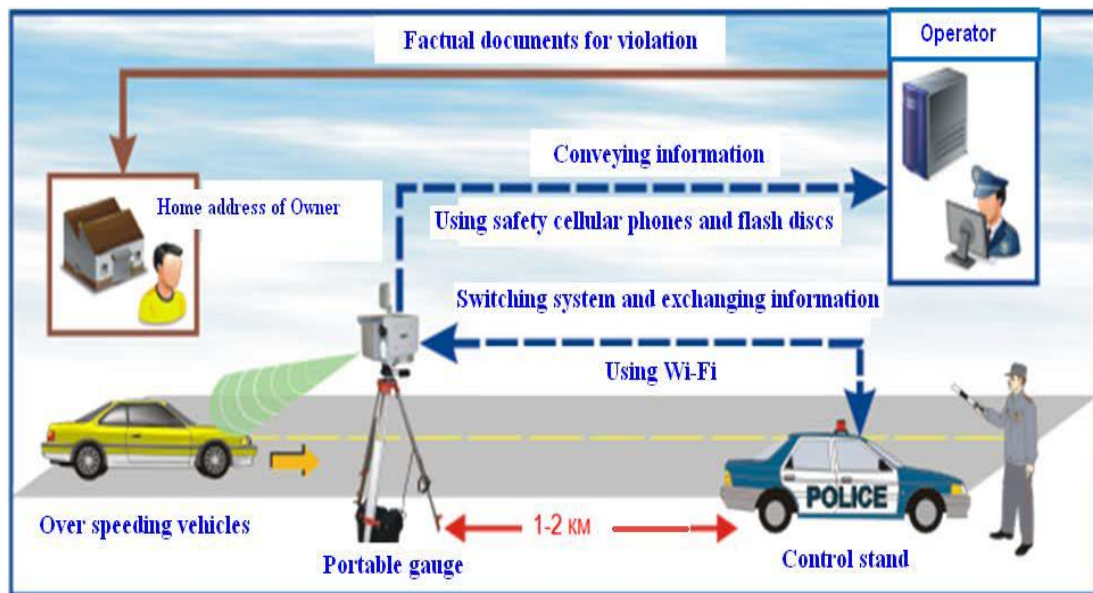 Factual documents for violation
Operator
Conveying information
Home address of Owner
Using safety cellular phones and flash discs
Switching system and exchanging information
Using Wi-Fi
POLICE
Over speeding vehicles
1-2 км
Portable gauge
Control stand